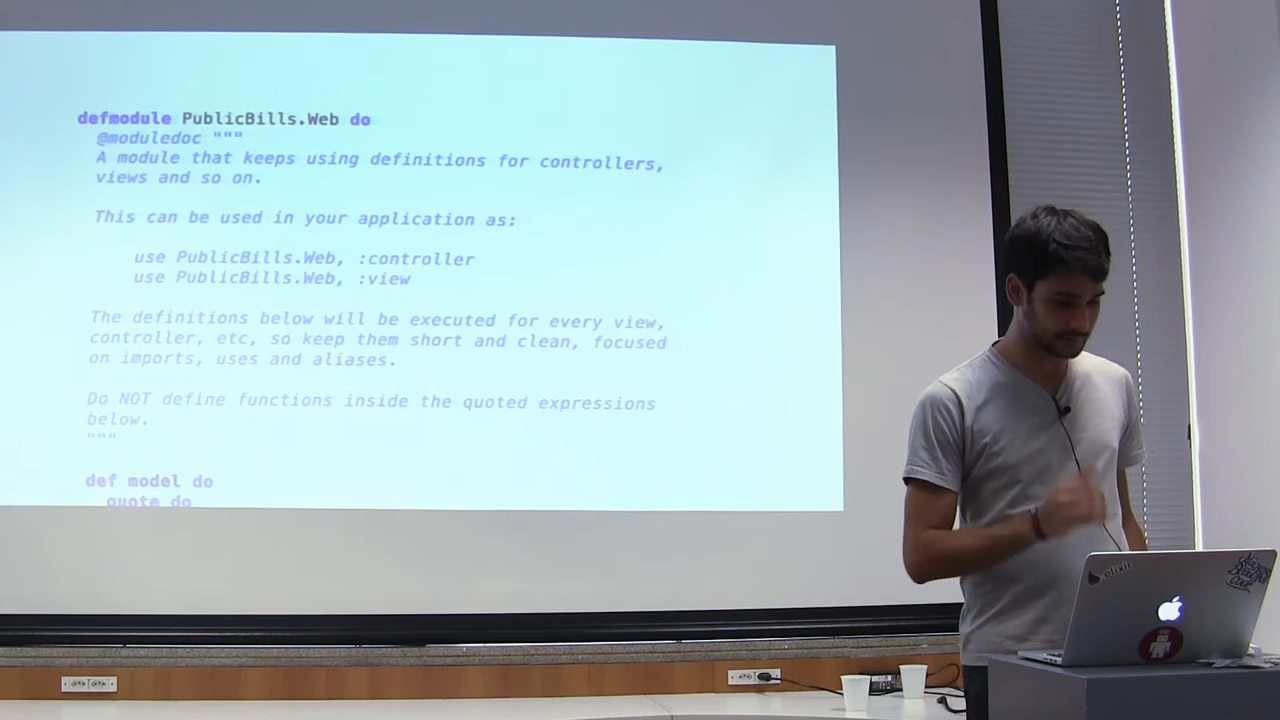 defmodule PublicBills.Web do
@moduledoc """
A module that keeps using definitions for controllers,
views and so on.
This can be used in your application as:
use PublicBills.Web, :controller
use PublicBills.Web, :view
The definitions below will be executed for every view,
controller, etc, so keep them short and clean, focused
on imports, uses and aliases.
Do NOT define functions inside the quoted expressions
below.
"""
def model do
quote do
elixir